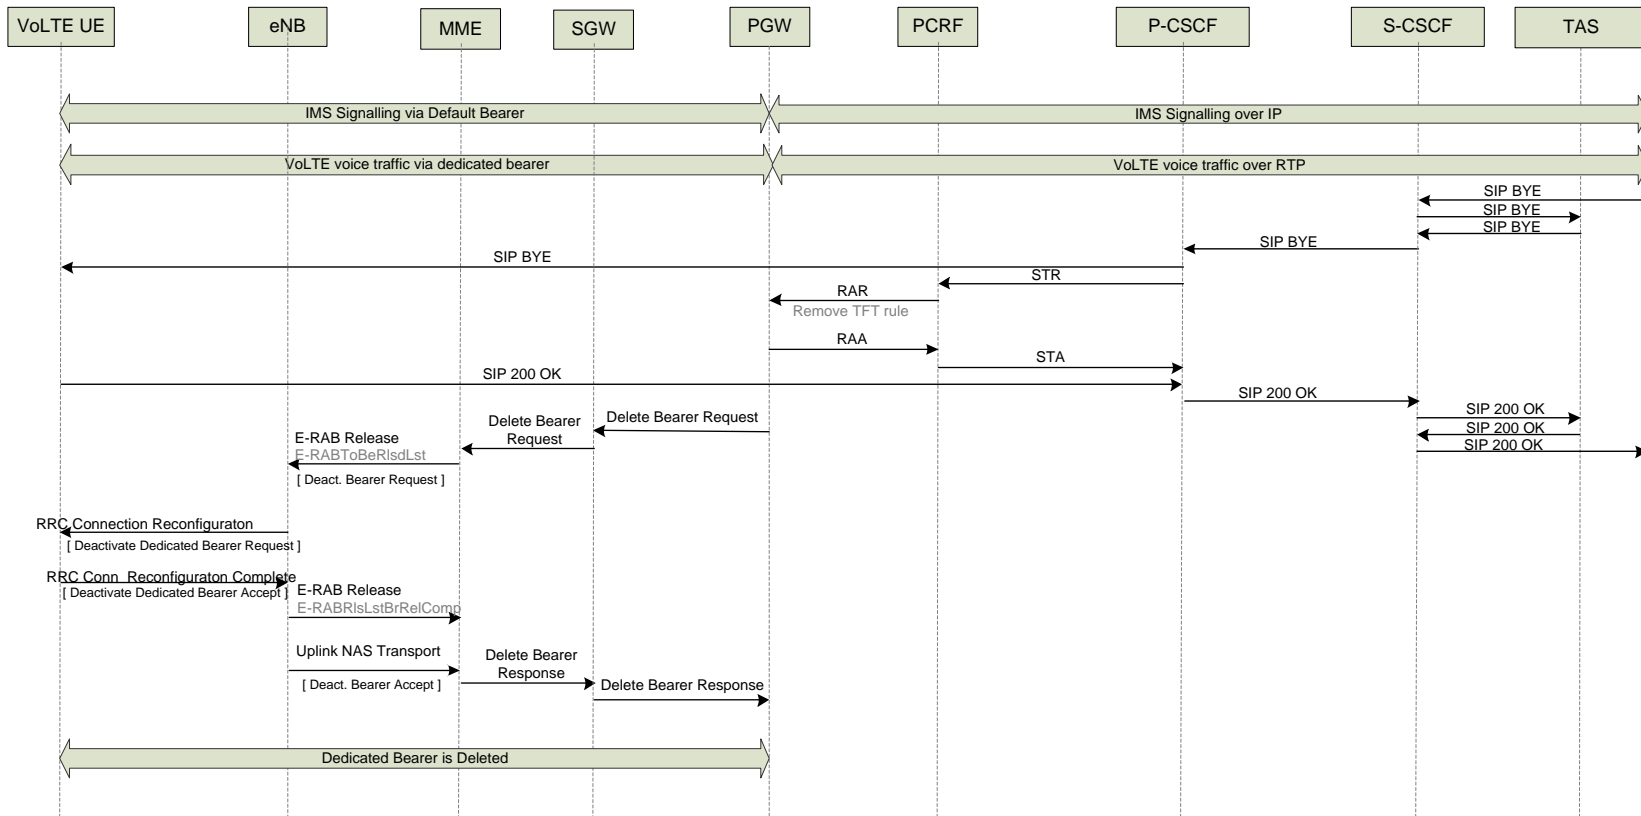 VoLTE UE
eNB
MME
SGW
PGW
PCRF
P-CSCF
S-CSCF
TAS
IMS Signalling via Default Bearer
IMS Signalling over IP
VoLTE voice traffic via dedicated bearer
VoLTE voice traffic over RTP
SIP BYE
SIP BYE
SIP BYE
SIP BYE
SIP BYE
STR
RAR
Remove TFT rule
RAA
STA
SIP 200 OK
SIP 200 OK
SIP 200 OK
SIP 200 OK
SIP 200 OK
Delete Bearer Request
Delete Bearer
Request
E-RAB Release
E-RABToBeRlsdLst
[ Deact. Bearer Request ]
RRC Connection Reconfiguraton
[ Deactivate Dedicated Bearer Request ]
RRC Conn  Reconfiguraton Complete
[ Deactivate Dedicated Bearer Accept ]
E-RAB Release
E-RABRlsLstBrRelComp
Uplink NAS Transport
[ Deact. Bearer Accept ]
Delete Bearer
Response
Delete Bearer Response
Dedicated Bearer is Deleted